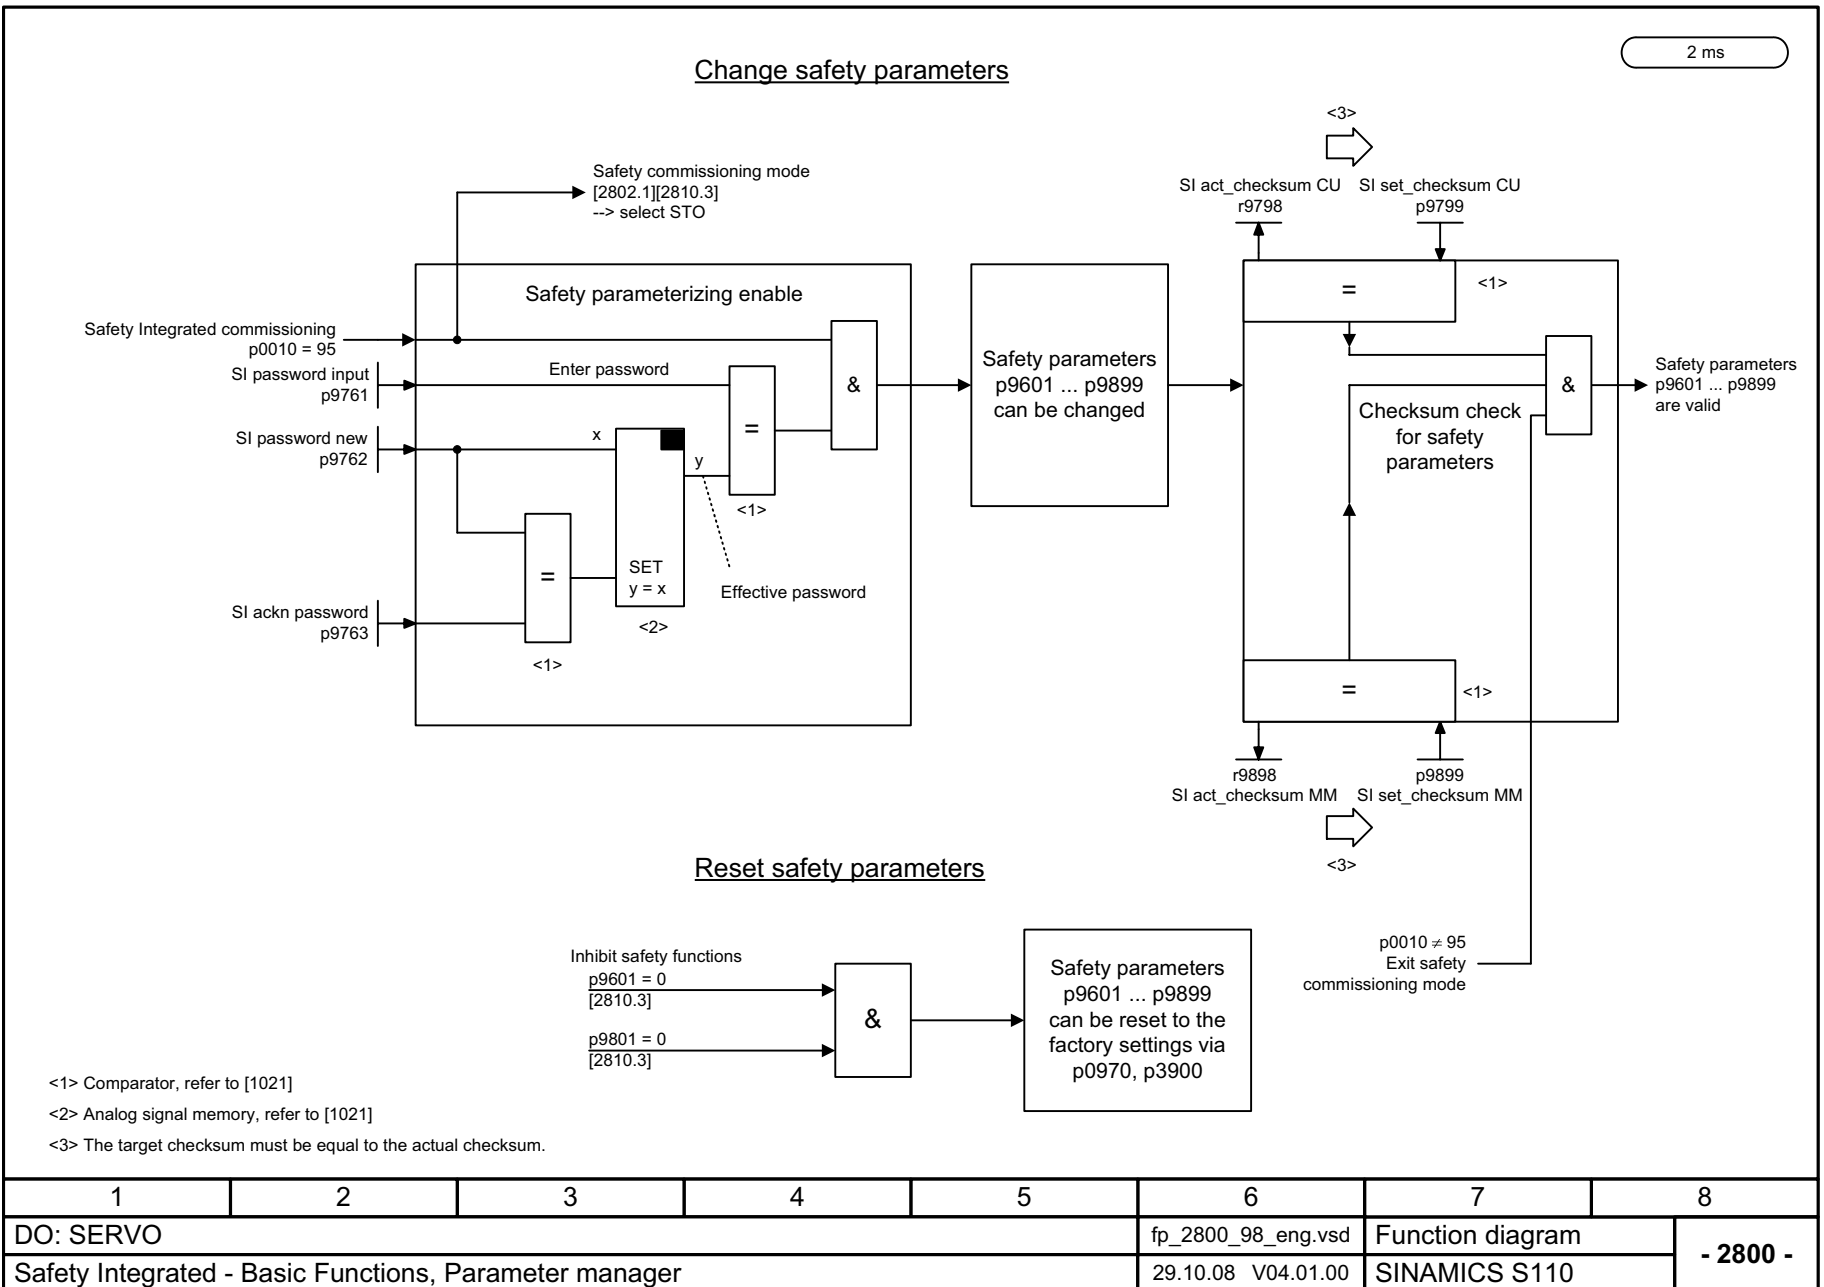 2 ms
Change safety parameters
<3>
Safety commissioning mode
[2802.1][2810.3]
--> select STO
SI act_checksum CU
r9798
SI set_checksum CU
p9799
Safety parameterizing enable
=
<1>
Safety Integrated commissioning
p0010 = 95
SI password input
p9761
Enter password
&
Safety parameters
p9601 ... p9899
can be changed
&
Safety parameters
p9601 ... p9899
are valid
Checksum check
for safety
parameters
SI password new
p9762
x
y
=
<1>
=
SET
y = x
<2>
Effective password
SI ackn password
p9763
<1>
=
<1>
r9898
SI act_checksum MM
p9899
SI set_checksum MM
<3>
Reset safety parameters
Inhibit safety functions
p9601 = 0
[2810.3]
p9801 = 0
[2810.3]
&
Safety parameters
p9601 ... p9899
can be reset to the
factory settings via
p0970, p3900
p0010 ≠ 95
Exit safety
commissioning mode
<1> Comparator, refer to [1021]
<2> Analog signal memory, refer to [1021]
<3> The target checksum must be equal to the actual checksum.
1 2 3 4 5 6 7 8
DO: SERVO
fp_2800_98_eng.vsd
Function diagram
- 2800 -
Safety Integrated - Basic Functions, Parameter manager
29.10.08 V04.01.00
SINAMICS S110